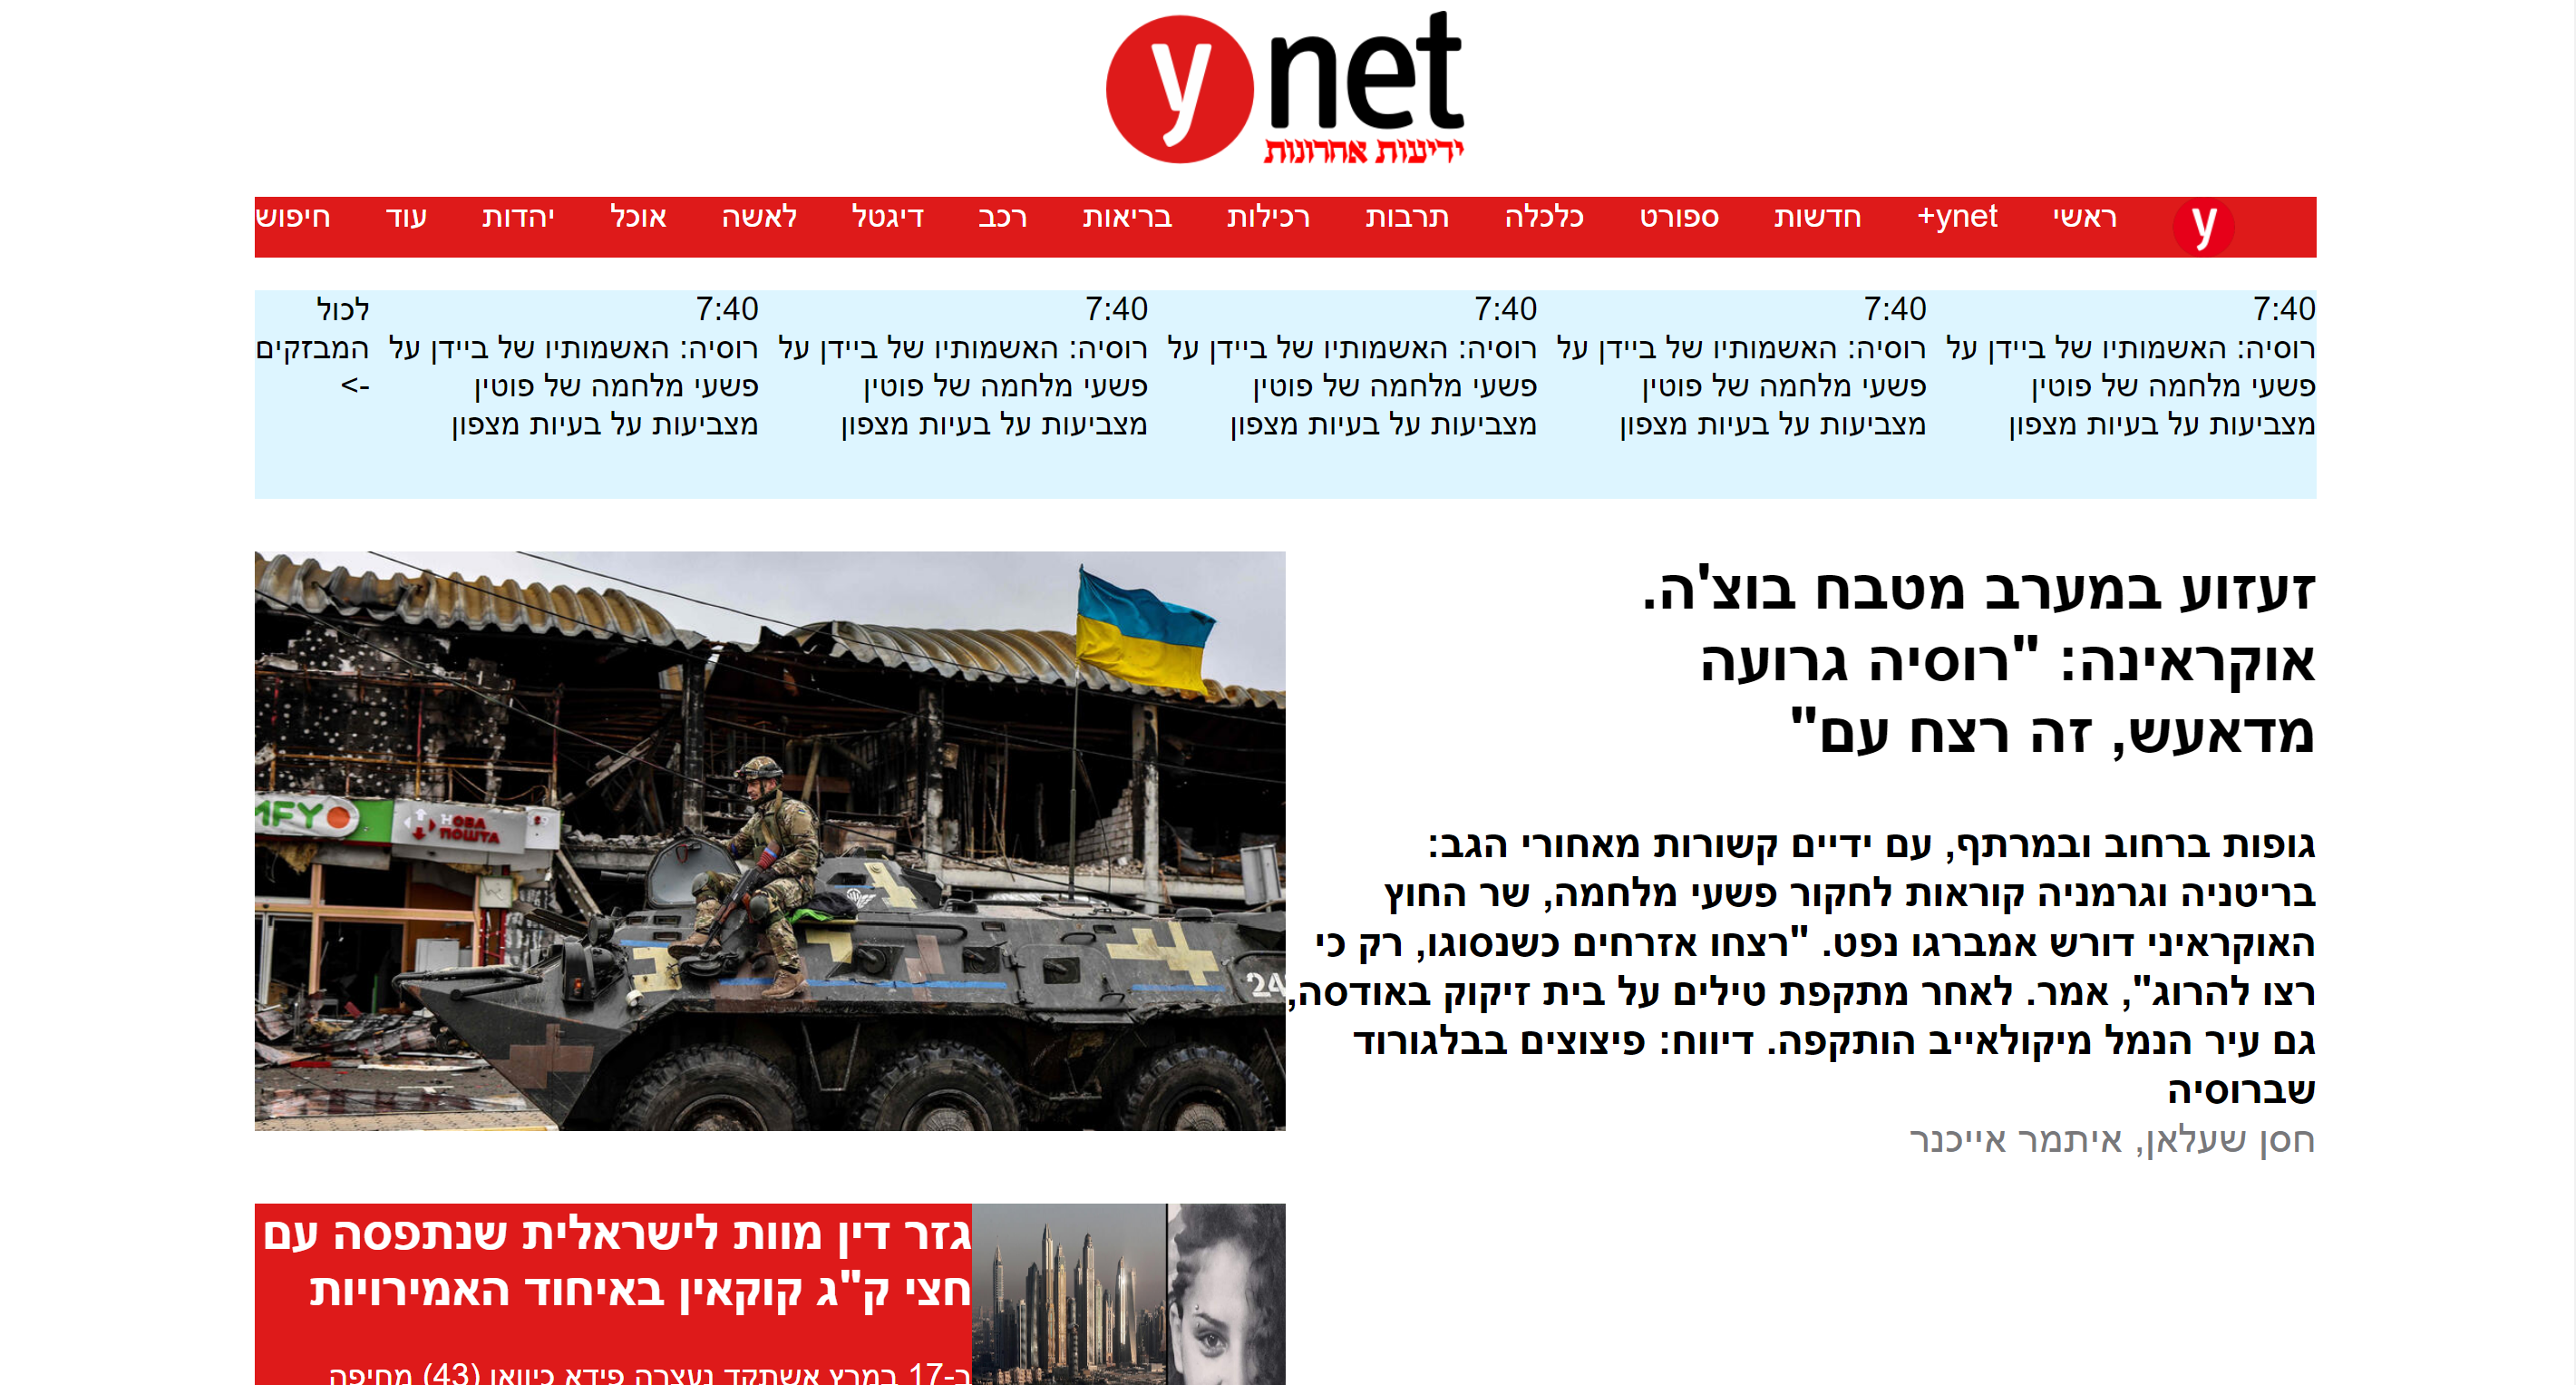 ynet
ידיעות אחרונות
ראשי
ynet+
חדשות
ספורט
כלכלה
תרבות
רכילות
בריאות
רכב
דיגטל
לאשה
אוכל
יהדות
עוד
חיפוש
7:40
רוסיה: האשמותיו של ביידן על
פשעי מלחמה של פוטין
מצביעות על בעיות מצפון
7:40
רוסיה: האשמותיו של ביידן על
פשעי מלחמה של פוטין
מצביעות על בעיות מצפון
7:40
רוסיה: האשמותיו של ביידן על
פשעי מלחמה של פוטין
מצביעות על בעיות מצפון
7:40
רוסיה: האשמותיו של ביידן על
פשעי מלחמה של פוטין
מצביעות על בעיות מצפון
7:40
רוסיה: האשמותיו של ביידן על
פשעי מלחמה של פוטין
מצביעות על בעיות מצפון
לכול
המבזקים
->
זעזוע במערב מטבח בוצ'ה.
אוקראינה: "רוסיה גרועה
מדאעש, זה רצח עם"
גופות ברחוב ובמרתף, עם ידיים קשורות מאחורי הגב:
בריטניה וגרמניה קוראות לחקור פשעי מלחמה, שר החוץ
האוקראיני דורש אמברגו נפט. "רצחו אזרחים כשנסוגו, רק כי
רצו להרוג", אמר. לאחר מתקפת טילים על בית זיקוק באודסה,
גם עיר הנמל מיקולאייב הותקפה. דיווח: פיצוצים בבלגורוד
שברוסיה
חסן שעלאן, איתמר אייכנר
MFY
НОВА
ПОШТА
24
גזר דין מוות לישראלית שנתפסה עם
חצי ק"ג קוקאין באיחוד האמירויות
ב-17 במרץ אשתקד נעצרה פידא כיוואן (43) מחיפה